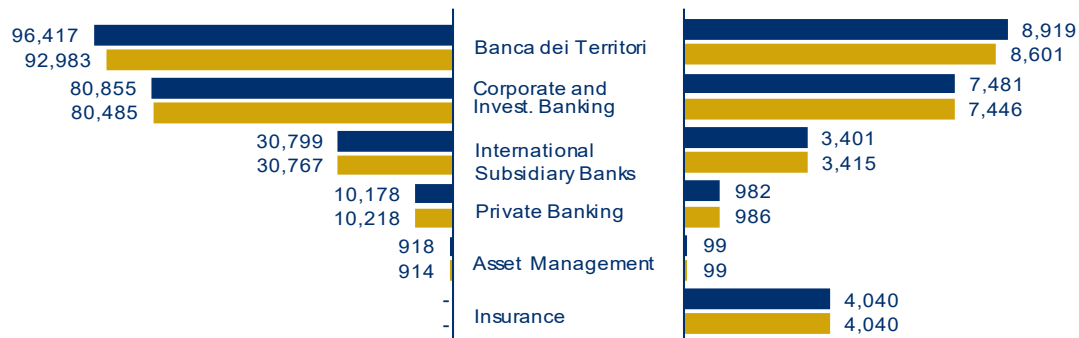 96,417 Banca dei Territori 8,919
92,983 8,601
80,855 Corporate and 7,481
80,485 Invest. Banking 7,446
30,799 International 3,401
30,767 Subsidiary Banks 3,415
10,178 Private Banking 982
10,218 986
918 Asset Management 99
914 99
- Insurance 4,040
- 4,040